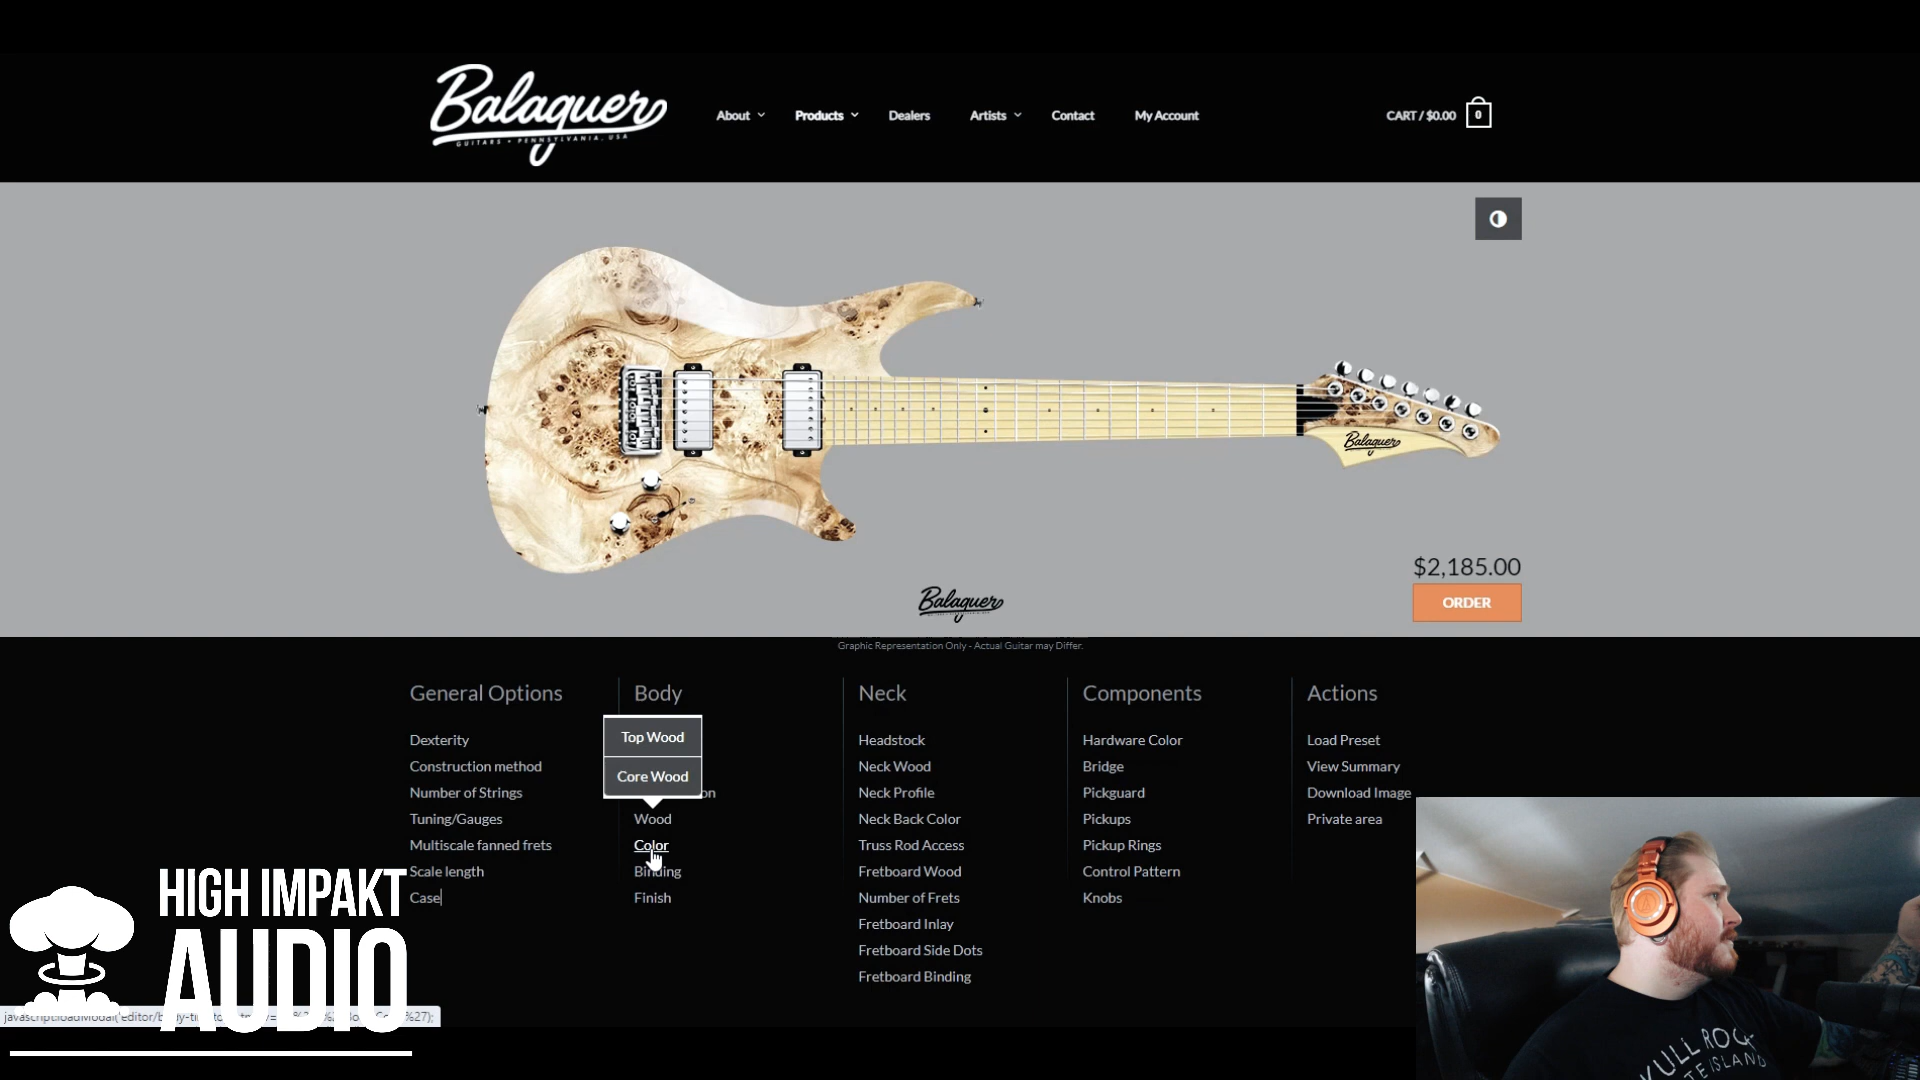 Balaguer
GUITARS • PENNSYLVANIA, USA
About
Products
Dealers
Artists
Contact
My Account
CART / $0.00
0
Balaguer
$2,185.00
ORDER
Balaguer
Graphic Representation Only - Actual Guitar may Differ.
General Options
Dexterity
Construction method
Number of Strings
Tuning/Gauges
Multiscale fanned frets
Scale length
Case
Body
Top Wood
Core Wood
Wood
Color
Binding
Finish
Neck
Headstock
Neck Wood
Neck Profile
Neck Back Color
Truss Rod Access
Fretboard Wood
Number of Frets
Fretboard Inlay
Fretboard Side Dots
Fretboard Binding
Components
Hardware Color
Bridge
Pickguard
Pickups
Pickup Rings
Control Pattern
Knobs
Actions
Load Preset
View Summary
Download Image
Private area
HIGH IMPAKT
AUDIO